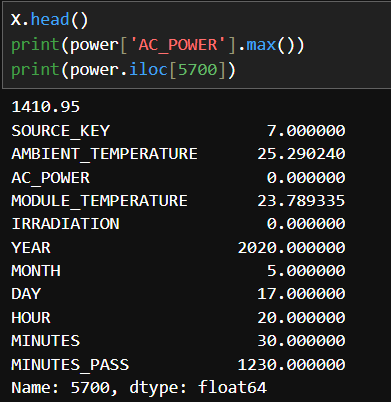 X.head()
print(power['AC_POWER'].max())
print(power.iloc[5700])
1410.95
SOURCE_KEY 7.000000
AMBIENT_TEMPERATURE 25.290240
AC_POWER 0.000000
MODULE_TEMPERATURE 23.789335
IRRADIATION 0.000000
YEAR 2020.000000
MONTH 5.000000
DAY 17.000000
HOUR 20.000000
MINUTES 30.000000
MINUTES_PASS 1230.000000
Name: 5700, dtype: float64